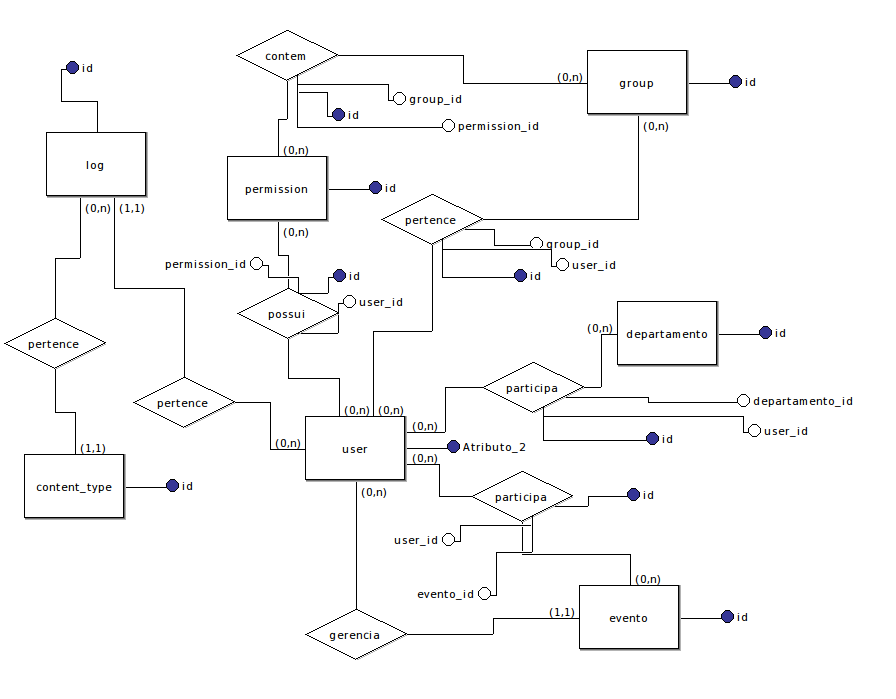 contem
id
group
(0,n)
id
group_id
id
permission_id
(0,n)
log
(0,n)
permission
id
(0,n)
(1,1)
pertence
(0,n)
group_id
permission_id
user_id
id
id
user_id
possui
(0,n)
departamento
id
pertence
participa
departamento_id
pertence
(0,n)
(0,n)
(0,n)
user_id
id
(0,n)
user
Atributo_2
(1,1)
(0,n)
content_type
id
(0,n)
participa
id
user_id
(0,n)
evento_id
(1,1)
evento
id
gerencia